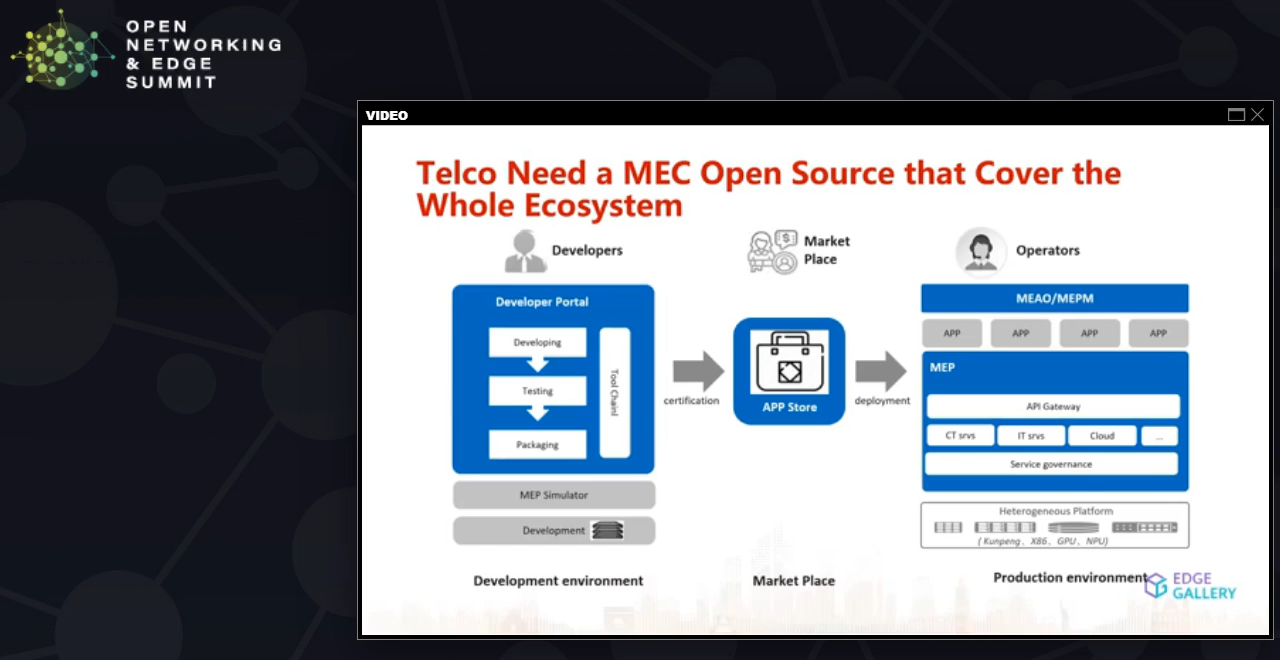 OPEN
NETWORKING
& EDGE
SUMMIT
VIDEO
Telco Need a MEC Open Source that Cover the
Whole Ecosystem
Developers
Market
Place
Operators
Developer Portal
Developing
Testing
Packaging
Tool Chainl
MEP Simulator
Development
Development environment
certification
APP Store
Market Place
deployment
MEAO/MEPM
APP APP APP APP
MEP
API Gateway
CT srvs IT srvs Cloud ...
Service governance
Heterogeneous Platform
( Kunpeng、X86、GPU、NPU)
Production environment
EDGE
GALLERY